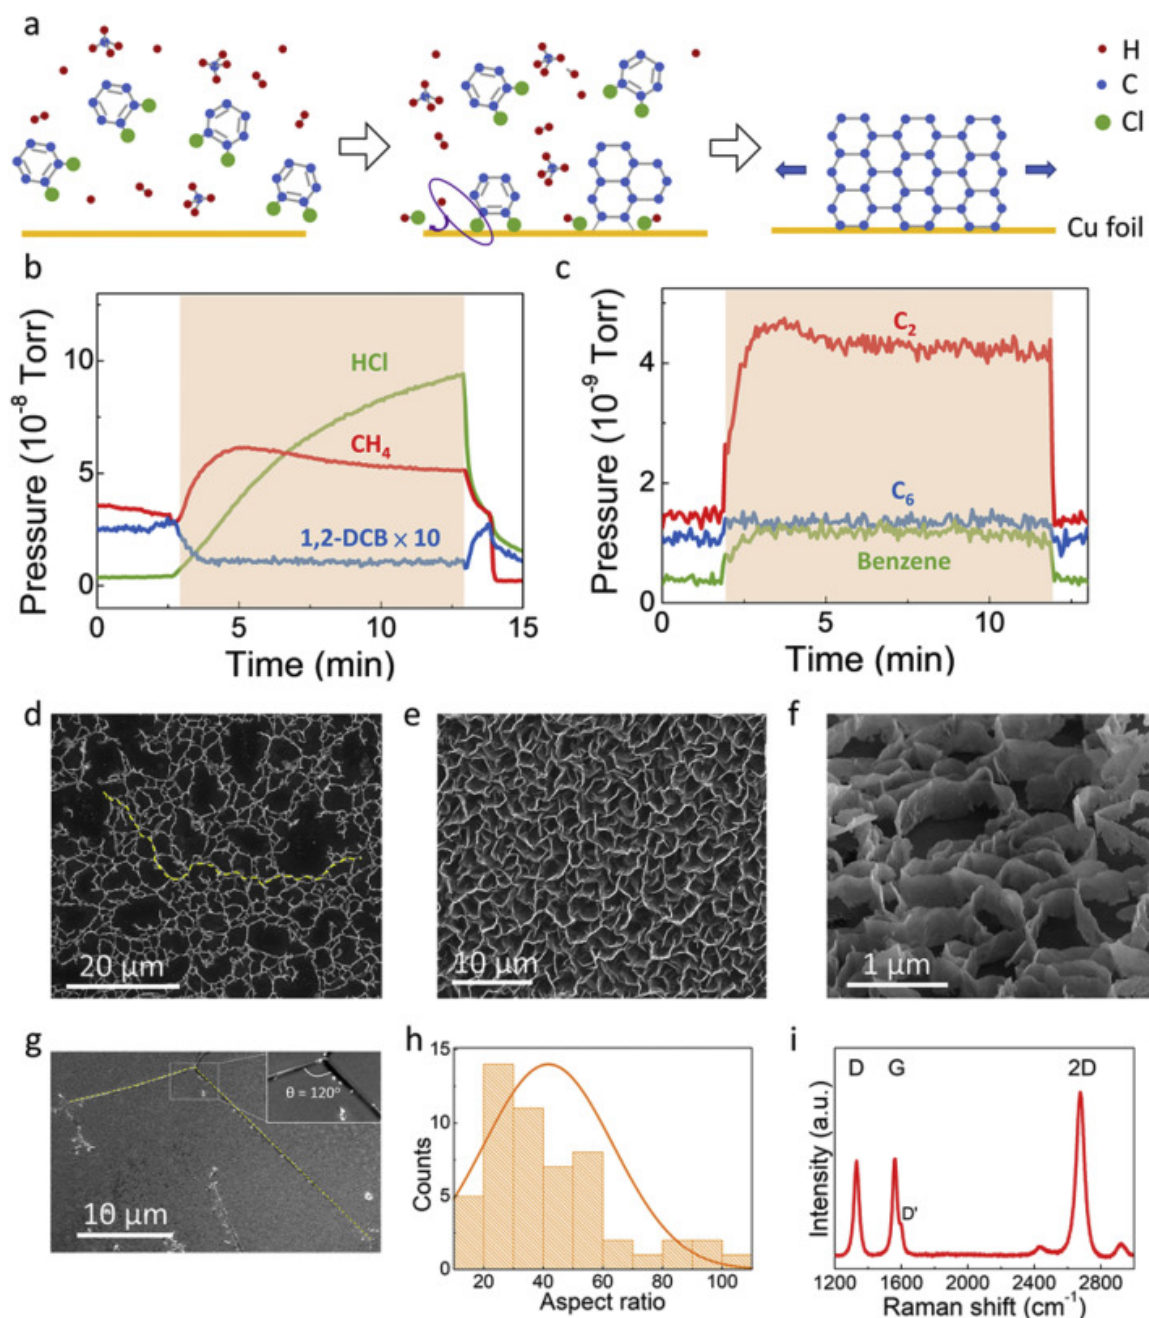 a
H
C
Cl
Cu foil
b
Pressure (10⁻⁸ Torr)
10
5
0
HCl
CH₄
1,2-DCB × 10
0
5
10
15
Time (min)
c
Pressure (10⁻⁹ Torr)
4
2
0
C₂
C₆
Benzene
0
5
10
Time (min)
d
20 μm
e
10 μm
f
1 μm
g
θ = 120°
10 μm
h
Counts
15
10
5
0
20
40
60
80
100
Aspect ratio
i
Intensity (a.u.)
D
G
D'
2D
1200
1600
2000
2400
2800
Raman shift (cm⁻¹)